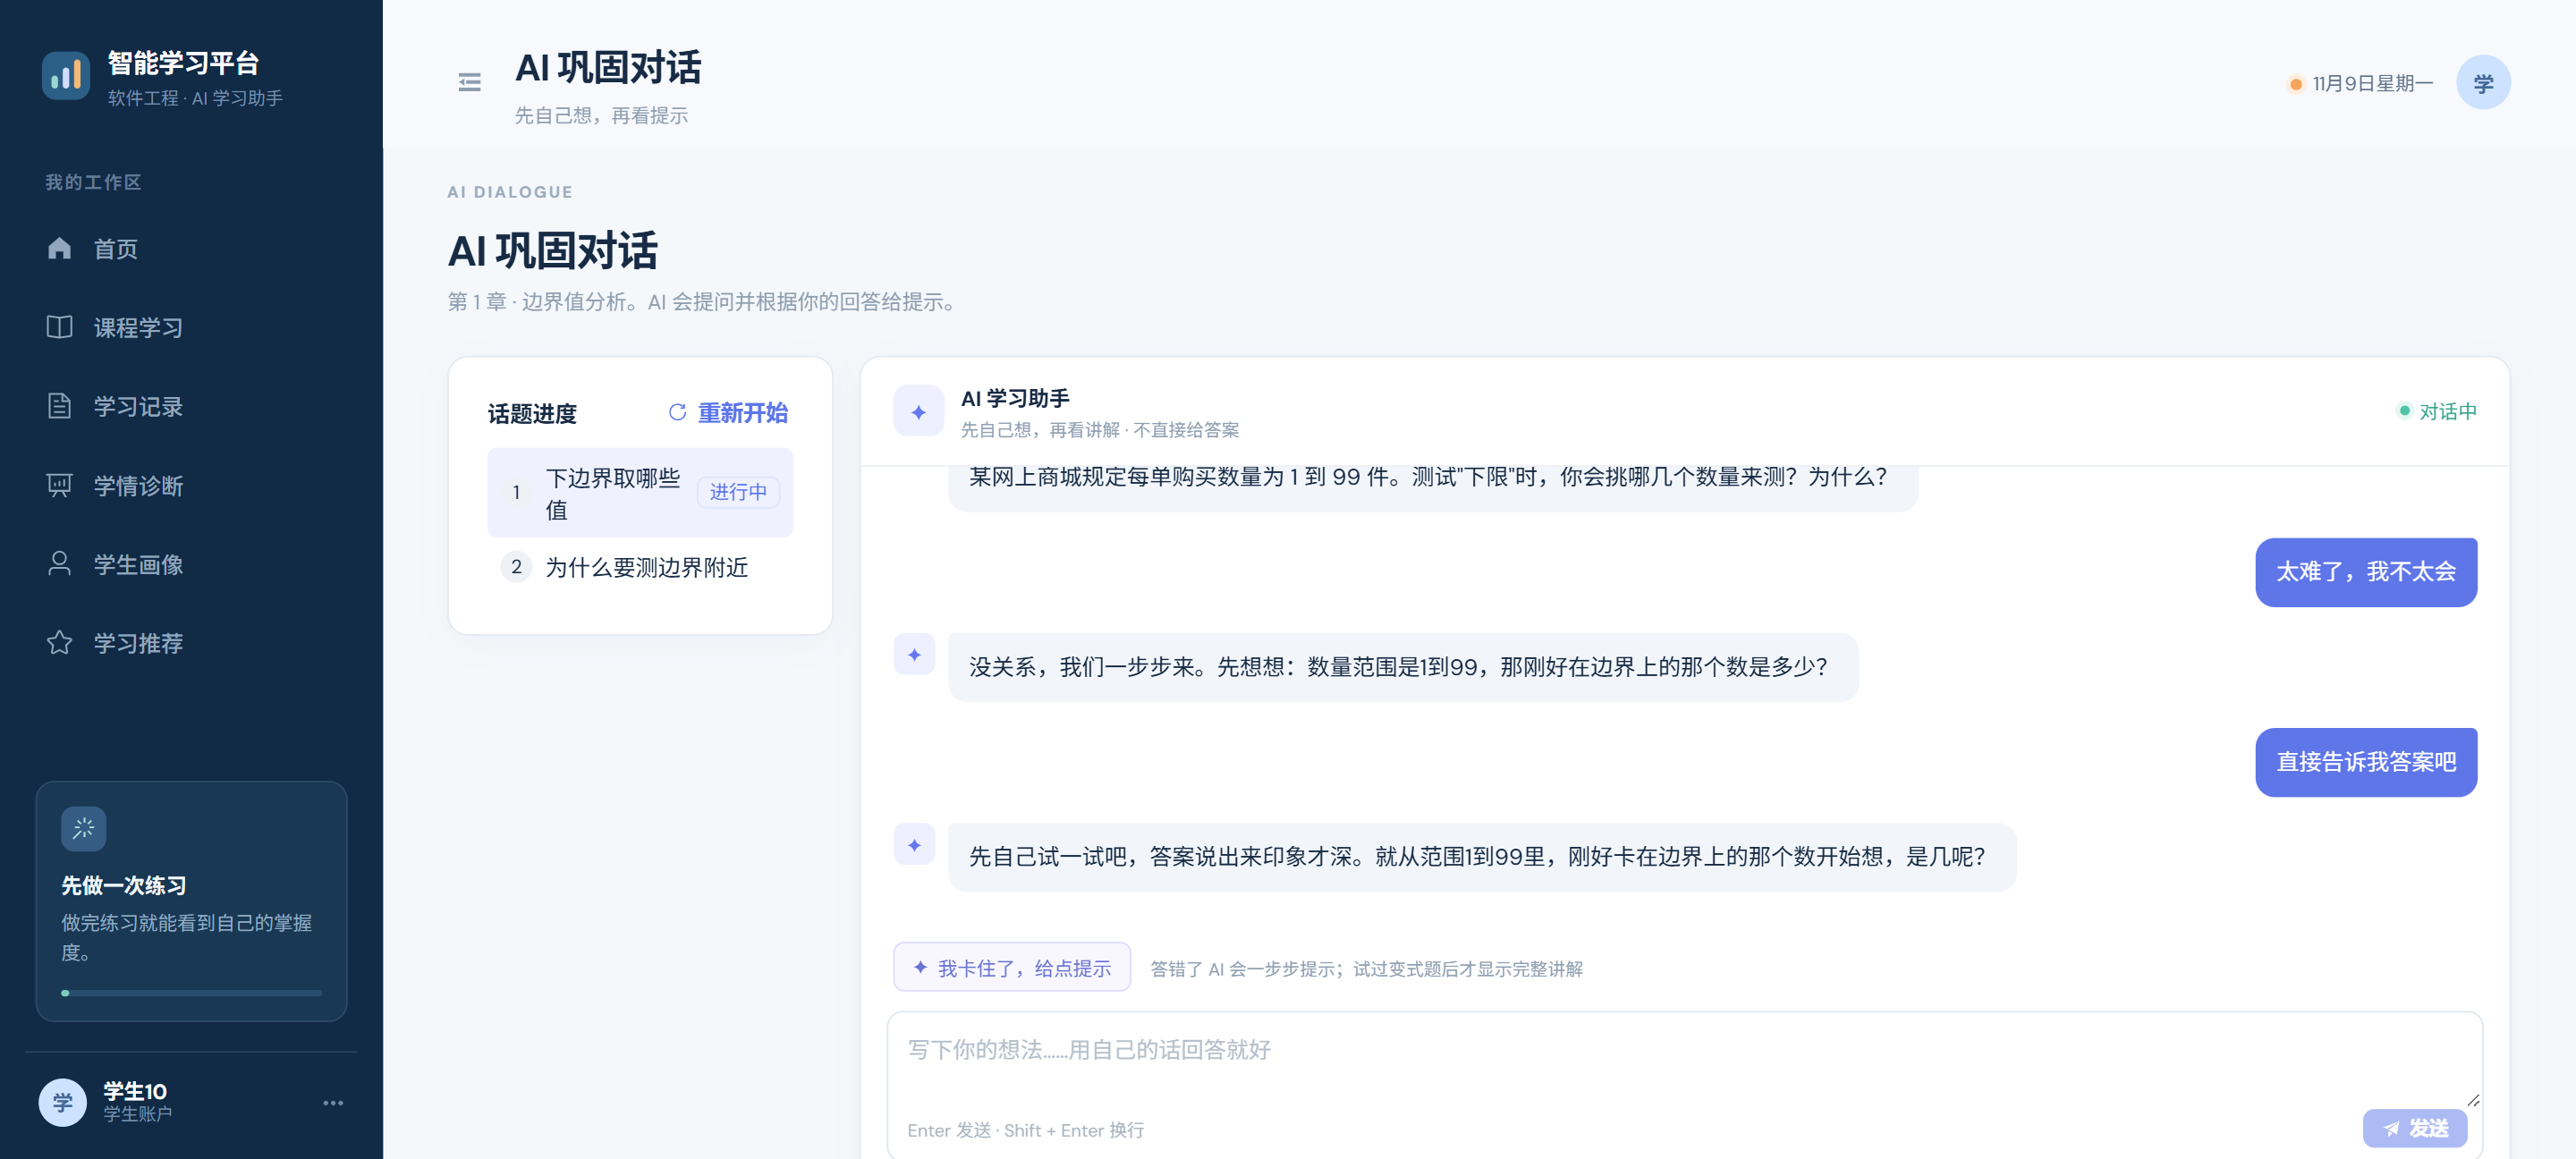 智能学习平台
软件工程 · AI 学习助手
我的工作区
首页
课程学习
学习记录
学情诊断
学生画像
学习推荐
先做一次练习
做完练习就能看到自己的掌握
度。
学
学生10
学生账户
AI 巩固对话
先自己想，再看提示
11月9日星期一
学
AI DIALOGUE
AI 巩固对话
第 1 章 · 边界值分析。AI 会提问并根据你的回答给提示。
话题进度
重新开始
1
下边界取哪些
值
进行中
2
为什么要测边界附近
AI 学习助手
先自己想，再看讲解 · 不直接给答案
对话中
某网上商城规定每单购买数量为 1 到 99 件。测试"下限"时，你会挑哪几个数量来测？为什么？
太难了，我不太会
没关系，我们一步步来。先想想：数量范围是1到99，那刚好在边界上的那个数是多少？
直接告诉我答案吧
先自己试一试吧，答案说出来印象才深。就从范围1到99里，刚好卡在边界上的那个数开始想，是几呢？
我卡住了，给点提示
答错了 AI 会一步步提示；试过变式题后才显示完整讲解
写下你的想法……用自己的话回答就好
Enter 发送 · Shift + Enter 换行
发送